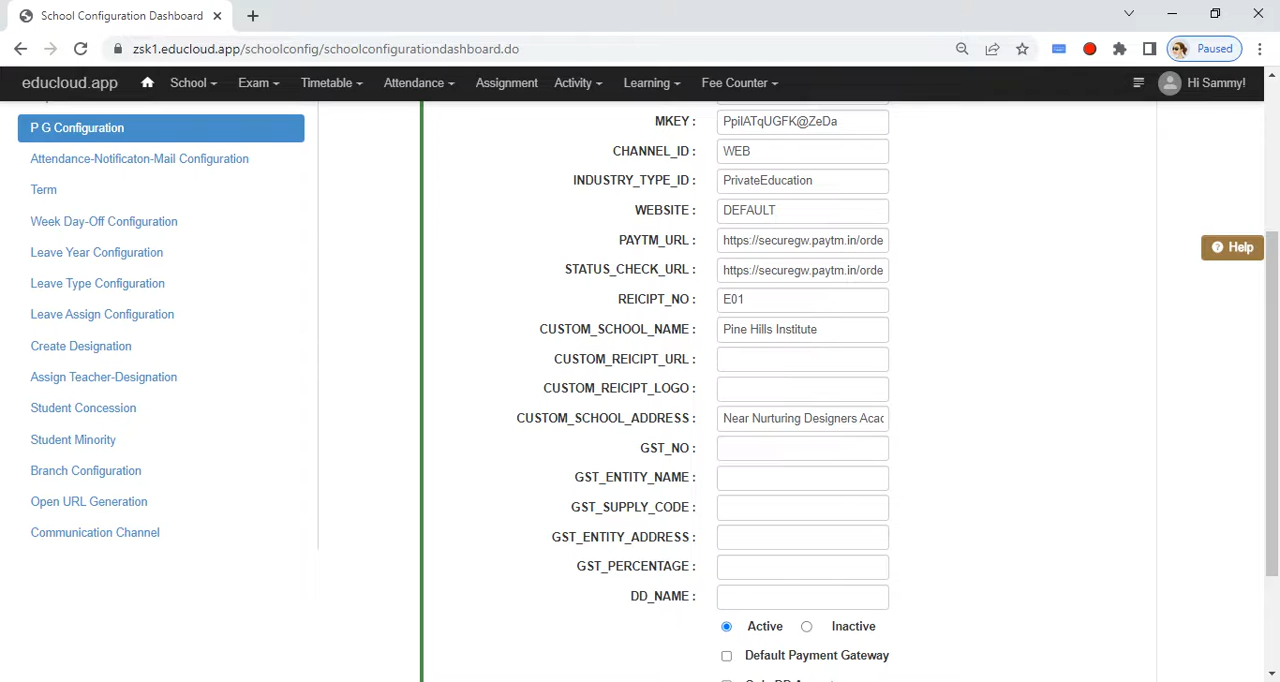 School Configuration Dashboard
zsk1.educloud.app/schoolconfig/schoolconfigurationdashboard.do
Paused
educloud.app School Exam Timetable Attendance Assignment Activity Learning Fee Counter Hi Sammy!
P G Configuration
Attendance-Notificaton-Mail Configuration
Term
Week Day-Off Configuration
Leave Year Configuration
Leave Type Configuration
Leave Assign Configuration
Create Designation
Assign Teacher-Designation
Student Concession
Student Minority
Branch Configuration
Open URL Generation
Communication Channel
MKEY : PpilATqUGFK@ZeDa
CHANNEL_ID : WEB
INDUSTRY_TYPE_ID : PrivateEducation
WEBSITE : DEFAULT
PAYTM_URL : https://securegw.paytm.in/orde
STATUS_CHECK_URL : https://securegw.paytm.in/orde
REICIPT_NO : E01
CUSTOM_SCHOOL_NAME : Pine Hills Institute
CUSTOM_REICIPT_URL :
CUSTOM_REICIPT_LOGO :
CUSTOM_SCHOOL_ADDRESS : Near Nurturing Designers Acac
GST_NO :
GST_ENTITY_NAME :
GST_SUPPLY_CODE :
GST_ENTITY_ADDRESS :
GST_PERCENTAGE :
DD_NAME :
Active Inactive
Default Payment Gateway
Help